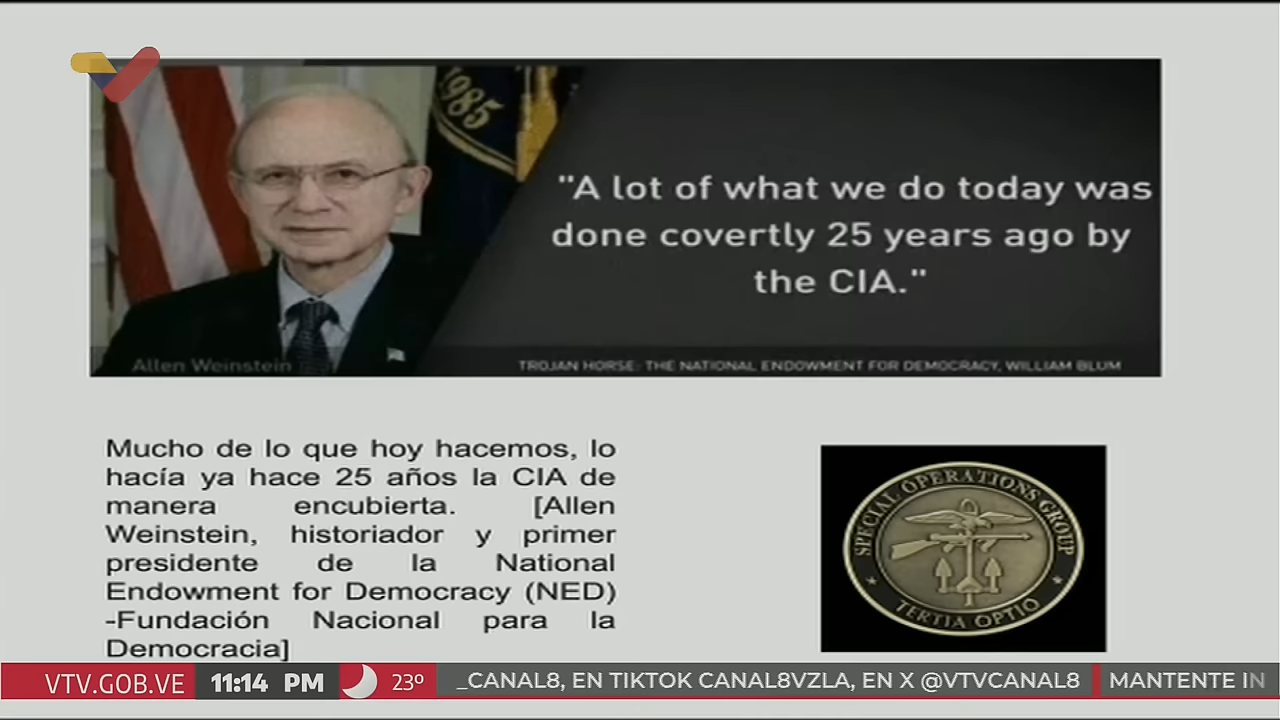 1985
"A lot of what we do today was
done covertly 25 years ago by
the CIA."
Allen Weinstein
TROJAN HORSE: THE NATIONAL ENDOWMENT FOR DEMOCRACY, WILLIAM BLUM
Mucho de lo que hoy hacemos, lo
hacía ya hace 25 años la CIA de
manera encubierta. [Allen
Weinstein, historiador y primer
presidente de la National
Endowment for Democracy (NED)
-Fundación Nacional para la
Democracia]
SPECIAL OPERATIONS GROUP
TERTIA OPTIO
VTV.GOB.VE 11:14 PM 23º _CANAL8, EN TIKTOK CANAL8VZLA, EN X @VTVCANAL8 MANTENTE IN